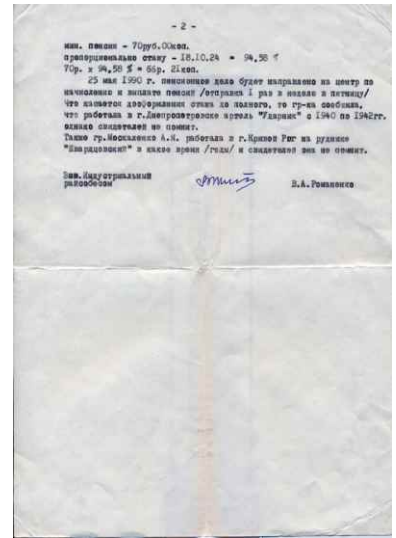 - 2 -
мин. пенсия - 70руб.00коп.
пропорционально стажу - 18.10.24 = 94,58 %
70р. х 94,58 % = 66р. 21коп.
25 мая 1990 г. пенсионное дело будет направлено на центр по
начислению и выплате пенсий /отправка 1 раз в неделю в пятницу/
Что касается дооформления стажа до полного, то гр-ка сообщила,
что работала в г.Днепропетровске артель "Ударник" с 1940 по 1942гг.
однако свидетелей не помнит.
Также гр.Москаленко А.М. работала в г.Кривой Рог на руднике
в какое время /годы/ и свидетелей она не помнит.
Зав.Индустриальный
райсобесом
В.А.Романенко